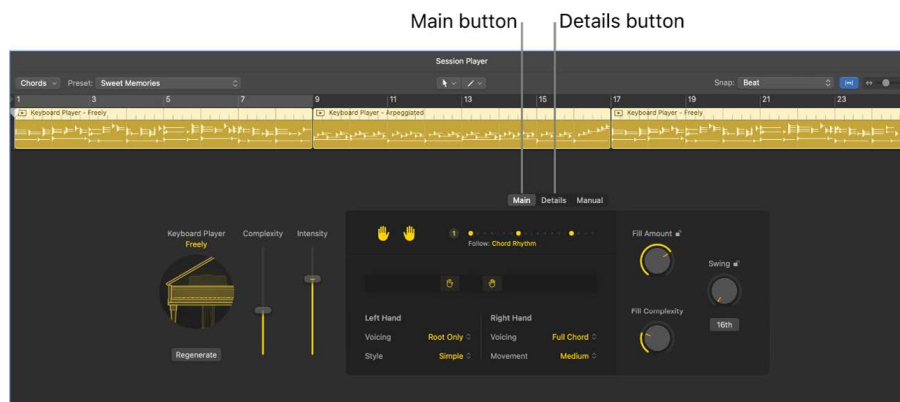 Main button Details button
Session Player
Chords Preset: Sweet Memories Snap: Beat
1 3 5 7 9 11 13 15 17 19 21 23
Keyboard Player - Freely Keyboard Player - Arpeggiated Keyboard Player - Freely
Main Details Manual
Keyboard Player Complexity Intensity
Freely
1
Follow: Chord Rhythm
Fill Amount
Swing
Fill Complexity
16th
Left Hand Right Hand
Voicing Root Only Voicing Full Chord
Style Simple Movement Medium
Regenerate